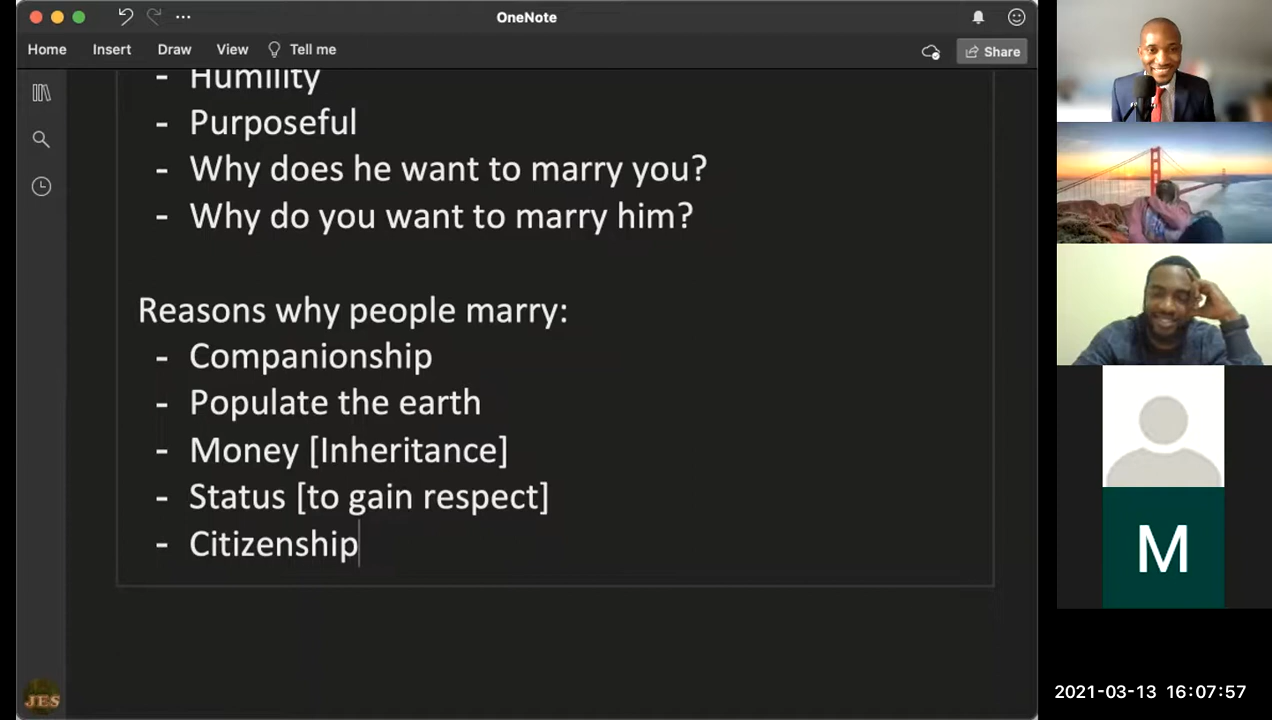 OneNote
Home Insert Draw View Tell me Share
- Humility
- Purposeful
- Why does he want to marry you?
- Why do you want to marry him?
Reasons why people marry:
- Companionship
- Populate the earth
- Money [Inheritance]
- Status [to gain respect]
- Citizenship
M
JES
2021-03-13 16:07:57